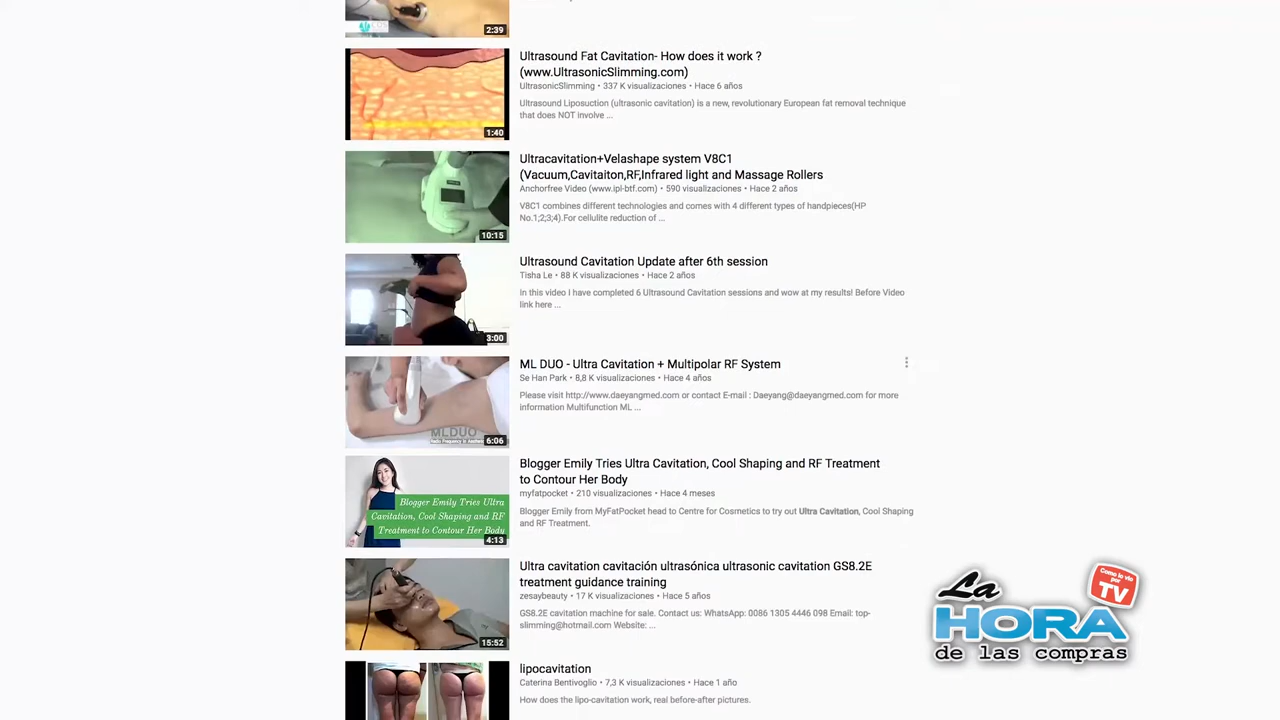 2:39
Ultrasound Fat Cavitation- How does it work ?
(www.UltrasonicSlimming.com)
UltrasonicSlimming • 337 K visualizaciones • Hace 6 años
Ultrasound Liposuction (ultrasonic cavitation) is a new, revolutionary European fat removal technique
that does NOT involve ...
1:40
Ultracavitation+Velashape system V8C1
(Vacuum,Cavitaiton,RF,Infrared light and Massage Rollers
Anchorfree Video (www.ipl-btf.com) • 590 visualizaciones • Hace 2 años
V8C1 combines different technologies and comes with 4 different types of handpieces(HP
No.1;2;3;4).For cellulite reduction of ...
10:15
Ultrasound Cavitation Update after 6th session
Tisha Le • 88 K visualizaciones • Hace 2 años
In this video I have completed 6 Ultrasound Cavitation sessions and wow at my results! Before Video
link here ...
3:00
ML DUO - Ultra Cavitation + Multipolar RF System
Se Han Park • 8,8 K visualizaciones • Hace 4 años
Please visit http://www.daeyangmed.com or contact E-mail : Daeyang@daeyangmed.com for more
information Multifunction ML ...
MLDUO
6:06
Blogger Emily Tries Ultra Cavitation, Cool Shaping and RF Treatment
to Contour Her Body
myfatpocket • 210 visualizaciones • Hace 4 meses
Blogger Emily from MyFatPocket head to Centre for Cosmetics to try out Ultra Cavitation, Cool Shaping
and RF Treatment.
Blogger Emily Tries Ultra
Cavitation, Cool Shaping and RF
Treatment to Contour Her Body
4:13
Ultra cavitation cavitación ultrasónica ultrasonic cavitation GS8.2E
treatment guidance training
zesaybeauty • 17 K visualizaciones • Hace 5 años
GS8.2E cavitation machine for sale. Contact us: WhatsApp: 0086 1305 4446 098 Email: top-
slimming@hotmail.com Website: ...
15:52
lipocavitation
Caterina Bentivoglio • 7,3 K visualizaciones • Hace 1 año
How does the lipo-cavitation work, real before-after pictures.
La
HORA
de las compras
Como lo vio
por
TV